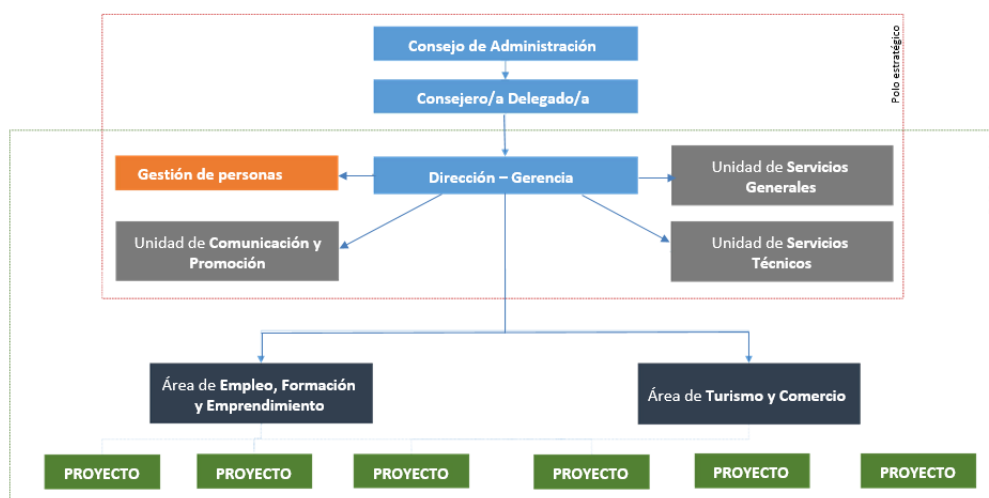 Consejo de Administración
Polo estratégico
Consejero/a Delegado/a
Gestión de personas
Dirección – Gerencia
Unidad de Servicios
Generales
Unidad de Comunicación y
Promoción
Unidad de Servicios
Técnicos
Área de Empleo, Formación
y Emprendimiento
Área de Turismo y Comercio
PROYECTO
PROYECTO
PROYECTO
PROYECTO
PROYECTO
PROYECTO